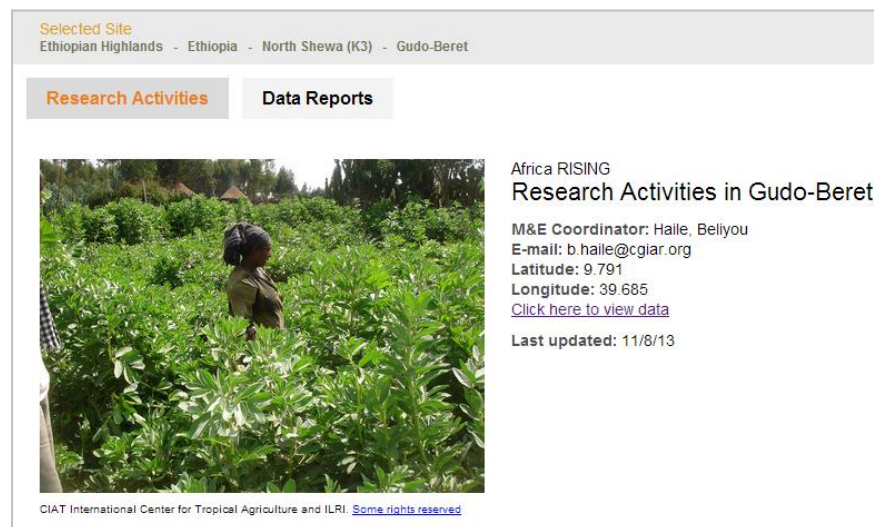 Selected Site
Ethiopian Highlands - Ethiopia - North Shewa (K3) - Gudo-Beret
Research Activities
Data Reports
Africa RISING
Research Activities in Gudo-Beret
M&E Coordinator: Haile, Beliyou
E-mail: b.haile@cgiar.org
Latitude: 9.791
Longitude: 39.685
Click here to view data
Last updated: 11/8/13
CIAT International Center for Tropical Agriculture and ILRI. Some rights reserved